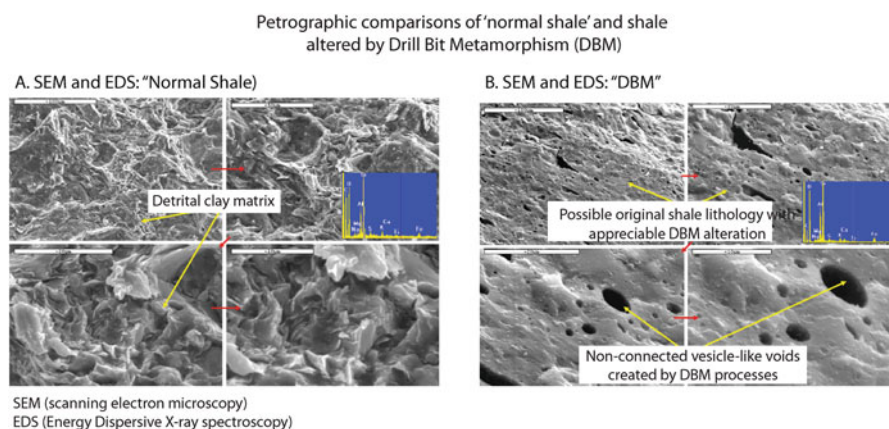 Petrographic comparisons of 'normal shale' and shale
altered by Drill Bit Metamorphism (DBM)
A. SEM and EDS: "Normal Shale)
B. SEM and EDS: "DBM"
Detrital clay matrix
Possible original shale lithology with
appreciable DBM alteration
Non-connected vesicle-like voids
created by DBM processes
SEM (scanning electron microscopy)
EDS (Energy Dispersive X-ray spectroscopy)